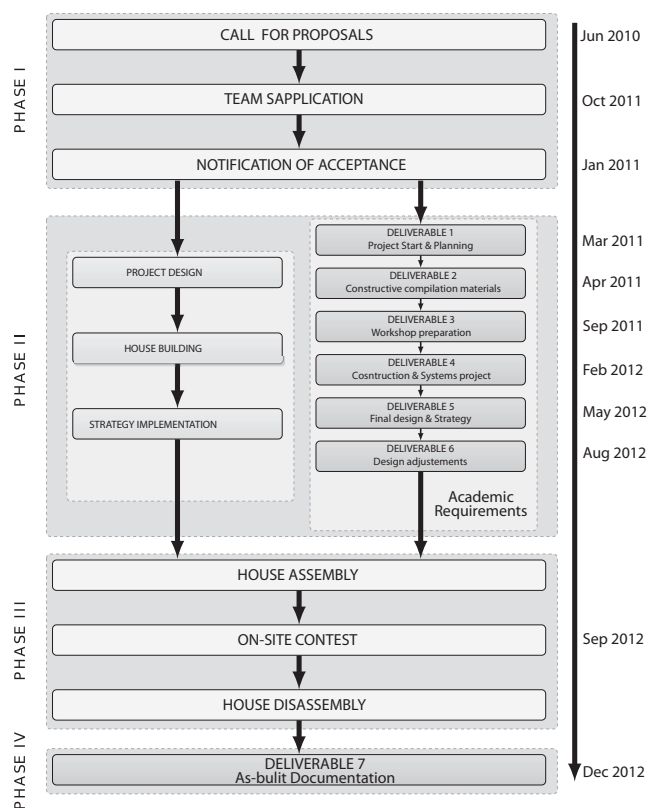 PHASE I
CALL FOR PROPOSALS
Jun 2010
TEAM SAPPLICATION
Oct 2011
NOTIFICATION OF ACCEPTANCE
Jan 2011
PHASE II
PROJECT DESIGN
HOUSE BUILDING
STRATEGY IMPLEMENTATION
DELIVERABLE 1
Project Start & Planning
Mar 2011
DELIVERABLE 2
Constructive compilation materials
Apr 2011
DELIVERABLE 3
Workshop preparation
Sep 2011
DELIVERABLE 4
Cosntruction & Systems project
Feb 2012
DELIVERABLE 5
Final design & Strategy
May 2012
DELIVERABLE 6
Design adjustements
Aug 2012
Academic
Requirements
PHASE III
HOUSE ASSEMBLY
ON-SITE CONTEST
Sep 2012
HOUSE DISASSEMBLY
PHASE IV
DELIVERABLE 7
As-bulit Documentation
Dec 2012